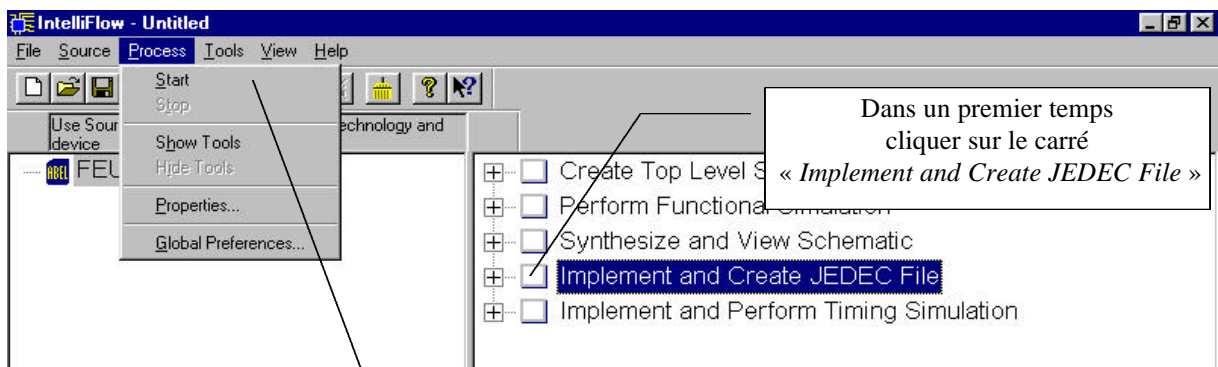 IntelliFlow - Untitled
File Source Process Tools View Help
Start
Stop
Use Sour
echnology and
device
Show Tools
ABEL FEU
Hide Tools
Properties...
Global Preferences...
Dans un premier temps
cliquer sur le carré
« Implement and Create JEDEC File »
Create Top Level S
Perform Functional Simulation
Synthesize and View Schematic
Implement and Create JEDEC File
Implement and Perform Timing Simulation